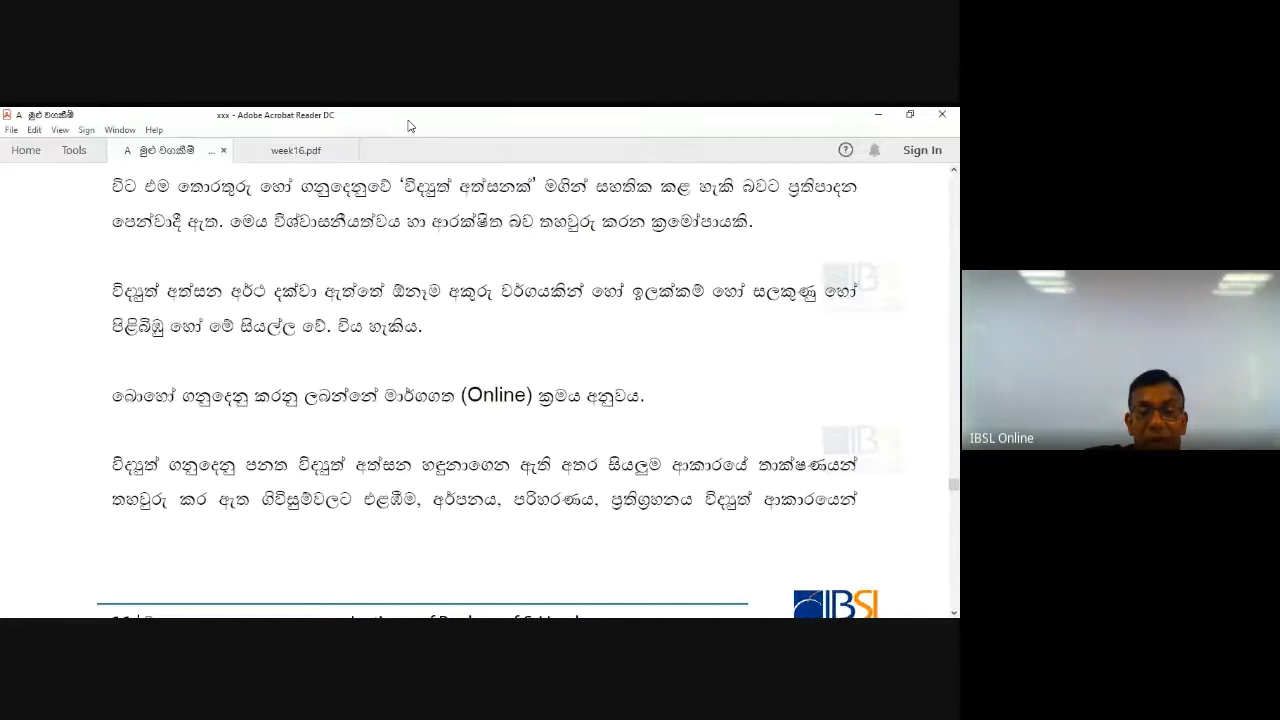 A මුළු වගකීම්
xxx - Adobe Acrobat Reader DC
File Edit View Sign Window Help
Home Tools A මුළු වගකීම් ... × week16.pdf Sign In
විට එම තොරතුරු හෝ ගනුදෙනුවේ ‘විද්‍යුත් අත්සනක්’ මගින් සහතික කළ හැකි බවට ප්‍රතිපාදන
පෙන්වාදී ඇත. මෙය විශ්වාසනීයත්වය හා ආරක්ෂිත බව තහවුරු කරන ක්‍රමෝපායකි.
විද්‍යුත් අත්සන අර්ථ දක්වා ඇත්තේ ඕනෑම අකුරු වර්ගයකින් හෝ ඉලක්කම් හෝ සලකුණු හෝ
පිළිබිඹු හෝ මේ සියල්ල වේ. විය හැකිය.
බොහෝ ගනුදෙනු කරනු ලබන්නේ මාර්ගගත (Online) ක්‍රමය අනුවය.
විද්‍යුත් ගනුදෙනු පනත විද්‍යුත් අත්සන හඳුනාගෙන ඇති අතර සියලුම ආකාරයේ තාක්ෂණයන්
තහවුරු කර ඇත ගිවිසුම්වලට එළඹීම, අර්පනය, පරිහරණය, ප්‍රතිග්‍රහනය විද්‍යුත් ආකාරයෙන්
IBSL
IBSL Online